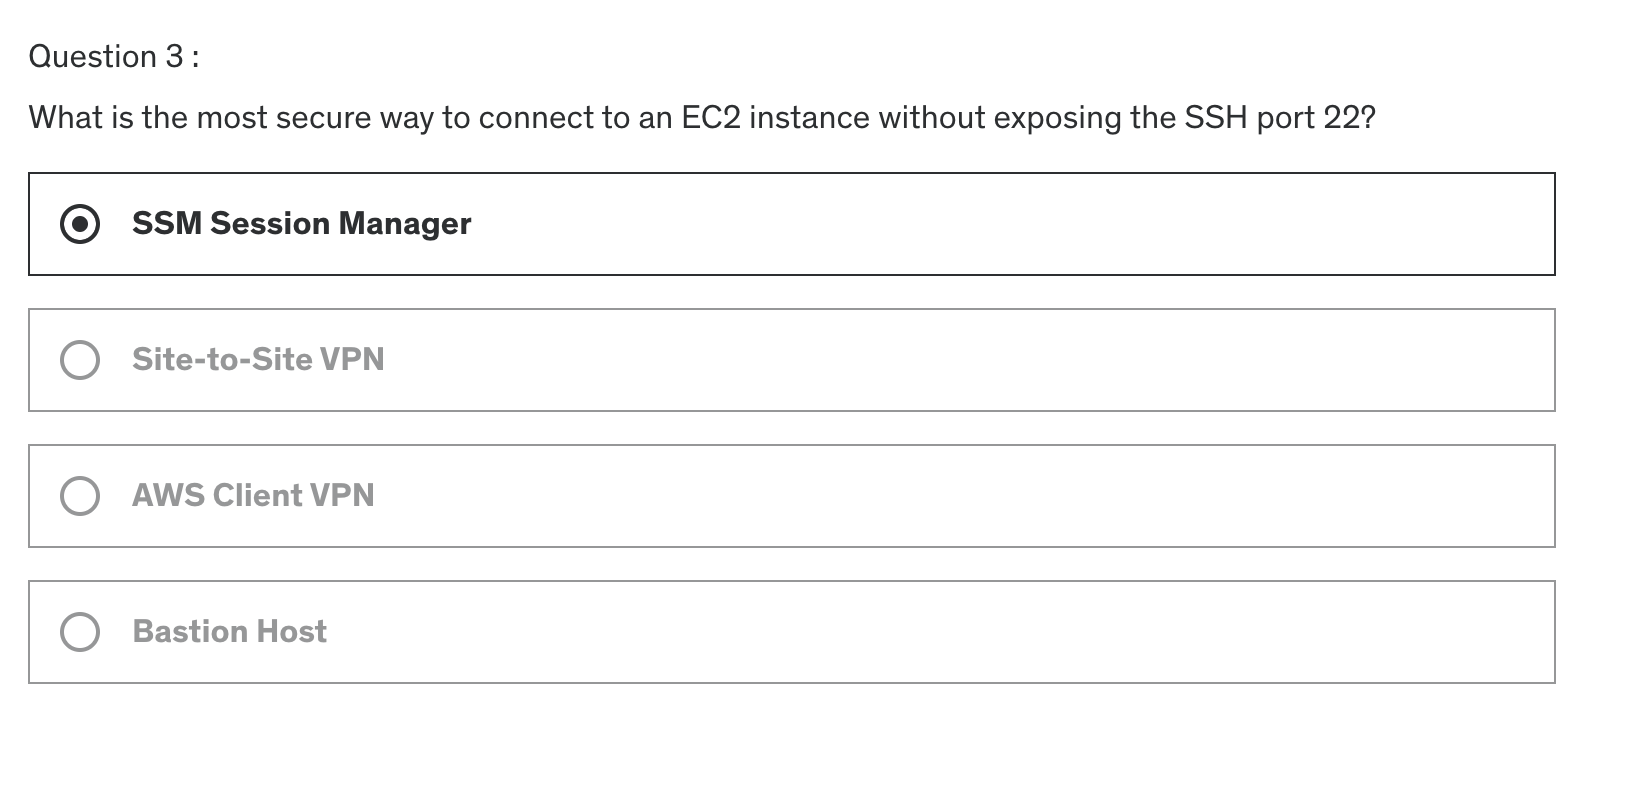 Question 3 :
What is the most secure way to connect to an EC2 instance without exposing the SSH port 22?
SSM Session Manager
Site-to-Site VPN
AWS Client VPN
Bastion Host